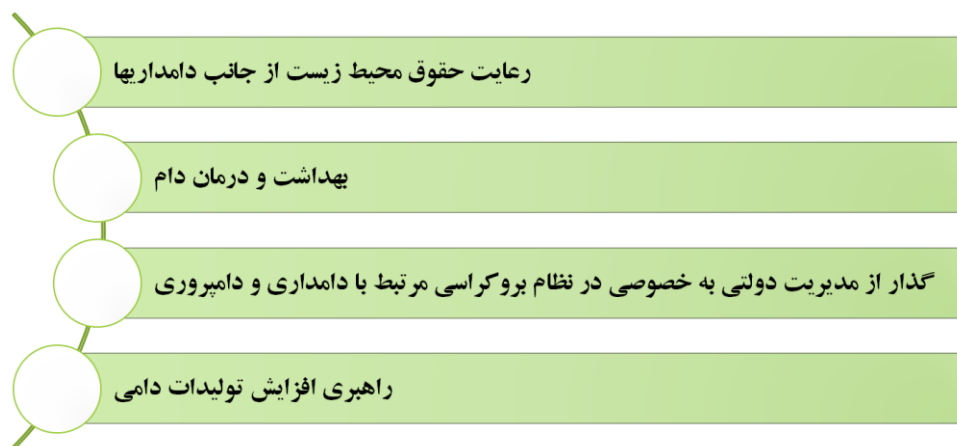 رعایت حقوق محیط زیست از جانب دامداریها
بهداشت و درمان دام
گذار از مدیریت دولتی به خصوصی در نظام بروکراسی مرتبط با دامداری و دامپروری
راهبری افزایش تولیدات دامی